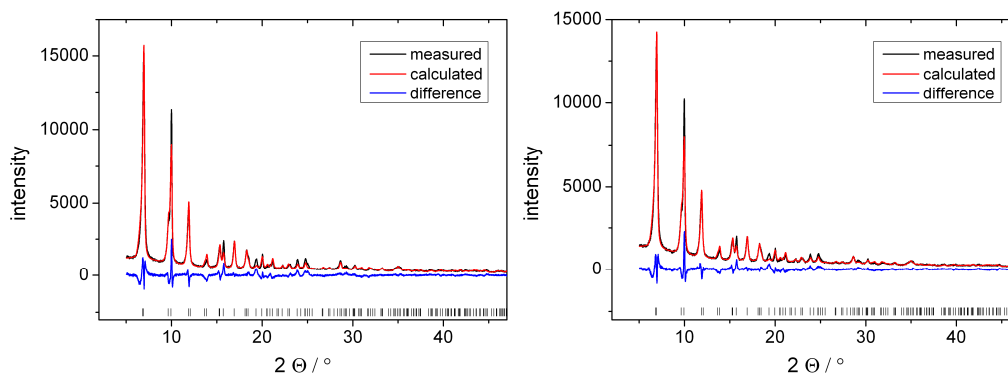 15000
10000
5000
0
intensity
measured
calculated
difference
10
20
30
40
2 Θ / °
15000
10000
5000
0
intensity
measured
calculated
difference
10
20
30
40
2 Θ / °